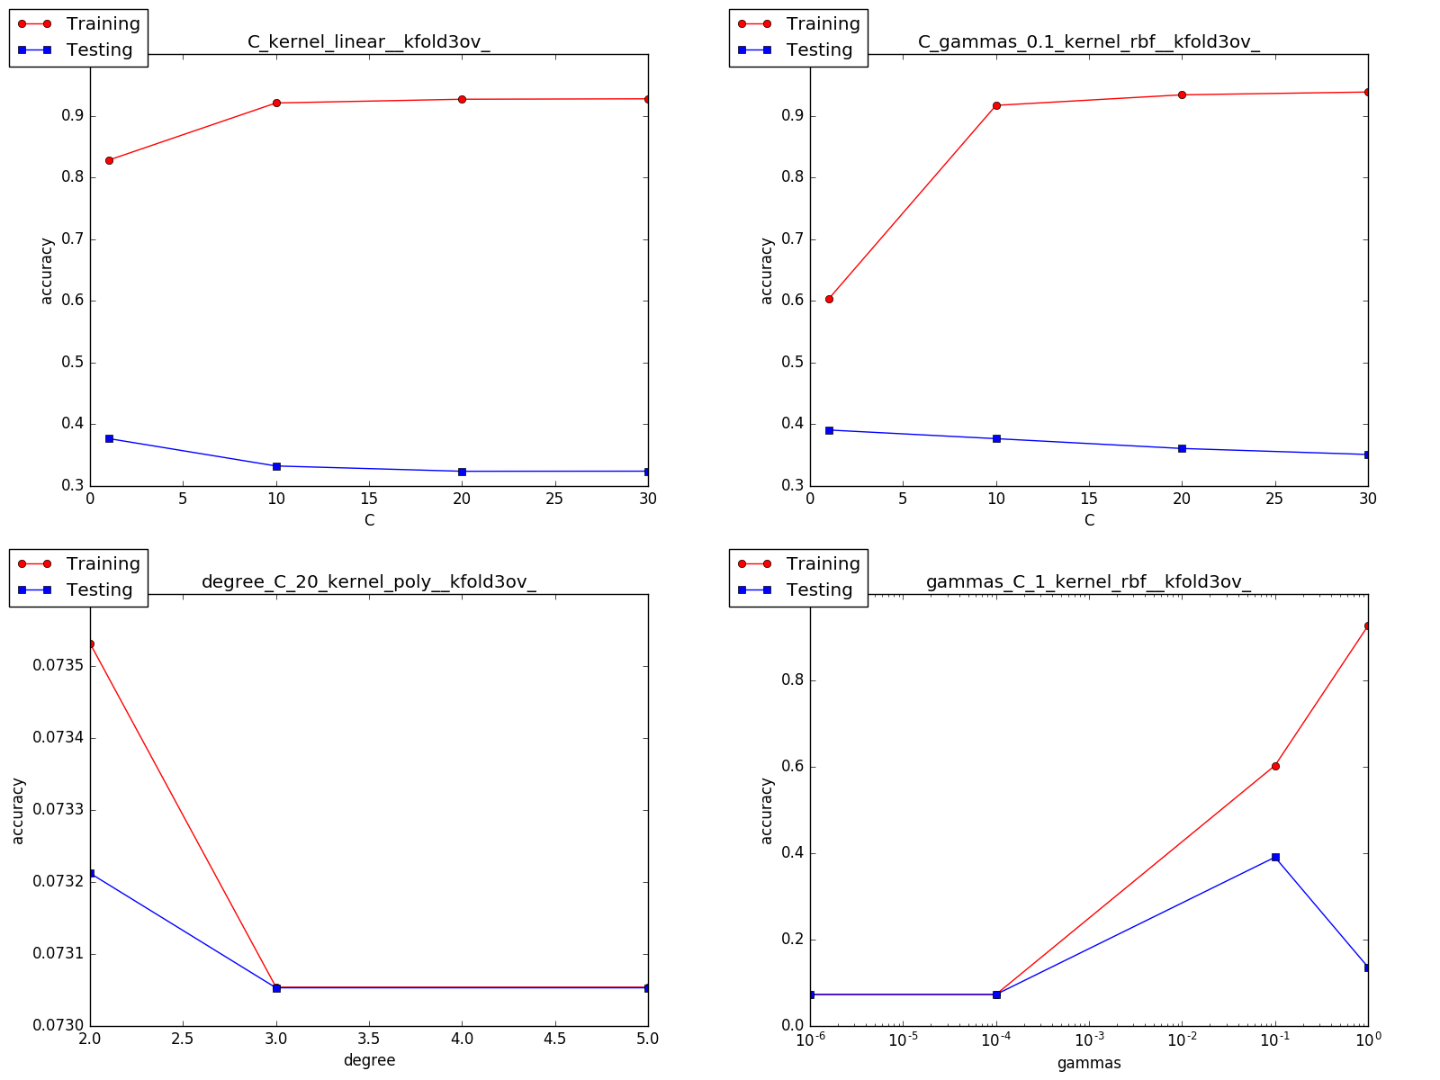 Training
Testing
C_kernel_linear__kfold3ov_
0.9
0.8
0.7
0.6
0.5
0.4
0.3
accuracy
0 5 10 15 20 25 30
C
Training
Testing
C_gammas_0.1_kernel_rbf__kfold3ov_
0.9
0.8
0.7
0.6
0.5
0.4
0.3
accuracy
0 5 10 15 20 25 30
C
Training
Testing
degree_C_20_kernel_poly__kfold3ov_
0.0735
0.0734
0.0733
0.0732
0.0731
0.0730
accuracy
2.0 2.5 3.0 3.5 4.0 4.5 5.0
degree
Training
Testing
gammas_C_1_kernel_rbf__kfold3ov_
0.8
0.6
0.4
0.2
0.0
accuracy
10⁻⁶ 10⁻⁵ 10⁻⁴ 10⁻³ 10⁻² 10⁻¹ 10⁰
gammas